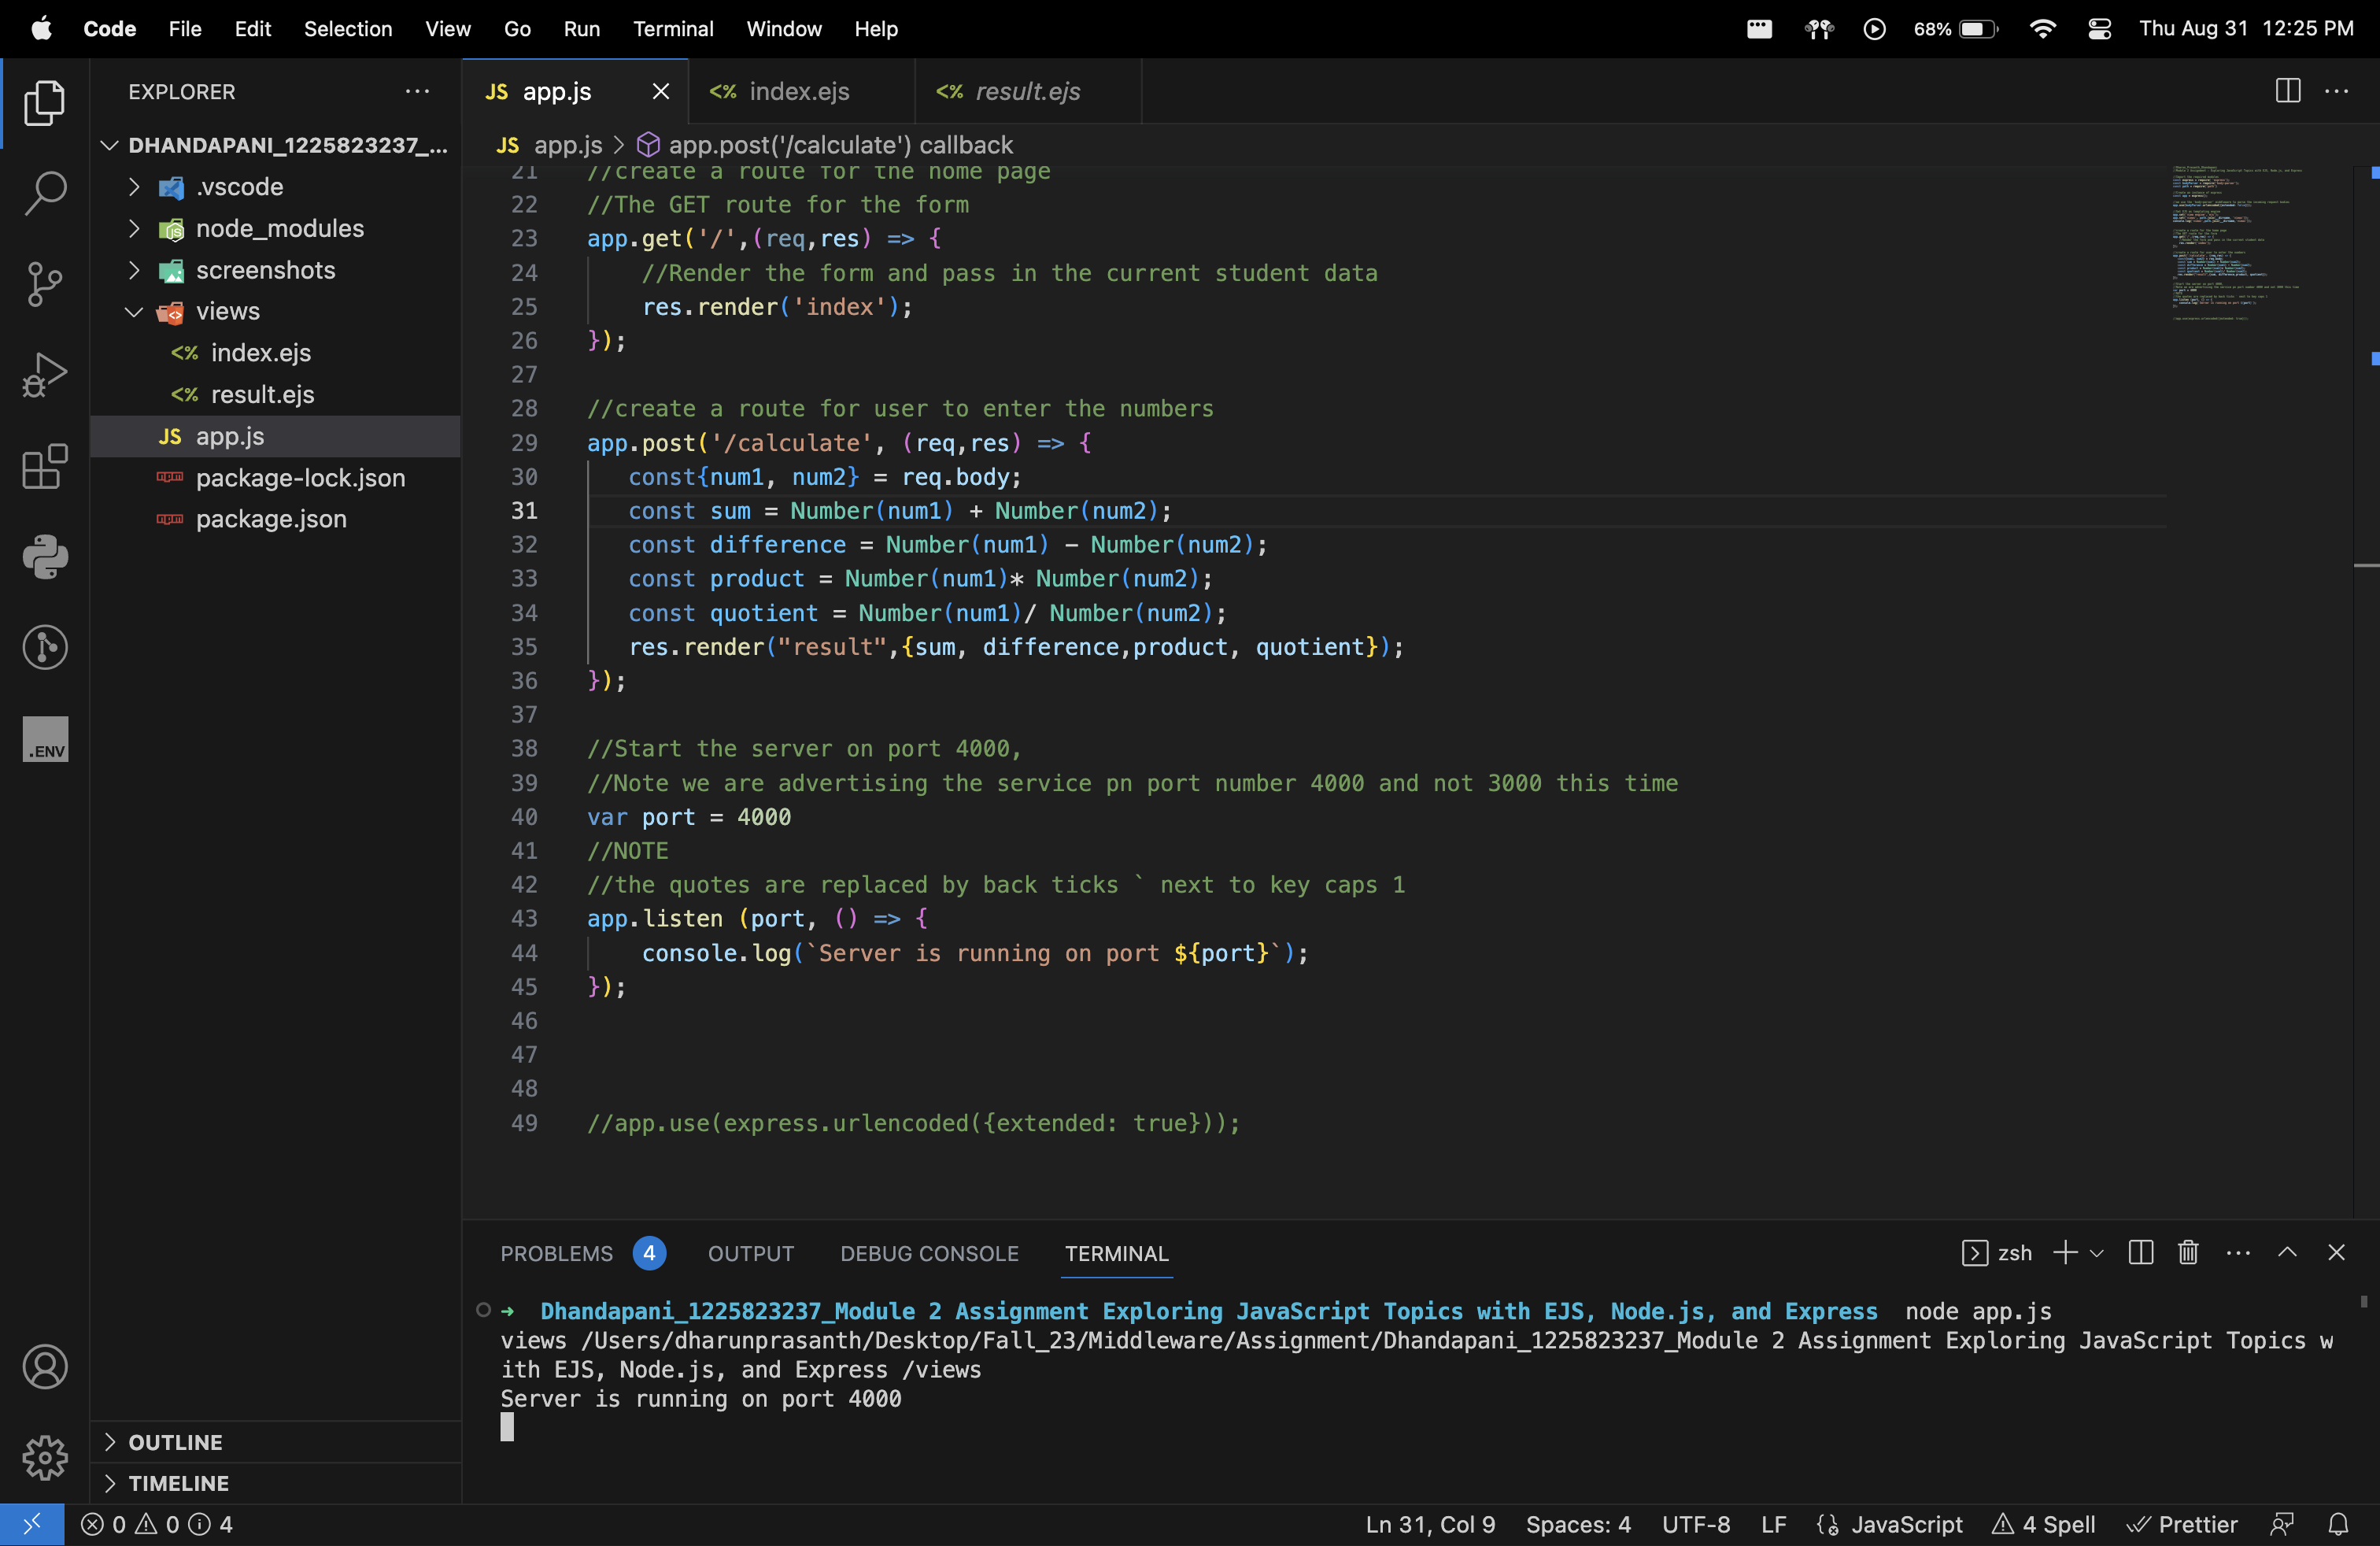 Code File Edit Selection View Go Run Terminal Window Help 68% Thu Aug 31 12:25 PM
EXPLORER
DHANDAPANI_1225823237_...
.vscode
node_modules
screenshots
views
<% index.ejs
<% result.ejs
JS app.js
package-lock.json
package.json
OUTLINE
TIMELINE
.ENV
JS app.js <% index.ejs <% result.ejs
JS app.js > app.post('/calculate') callback
21 //create a route for the home page
22 //The GET route for the form
23 app.get('/',(req,res) => {
24 //Render the form and pass in the current student data
25 res.render('index');
26 });
27
28 //create a route for user to enter the numbers
29 app.post('/calculate', (req,res) => {
30 const{num1, num2} = req.body;
31 const sum = Number(num1) + Number(num2);
32 const difference = Number(num1) - Number(num2);
33 const product = Number(num1)* Number(num2);
34 const quotient = Number(num1)/ Number(num2);
35 res.render("result",{sum, difference,product, quotient});
36 });
37
38 //Start the server on port 4000,
39 //Note we are advertising the service pn port number 4000 and not 3000 this time
40 var port = 4000
41 //NOTE
42 //the quotes are replaced by back ticks ` next to key caps 1
43 app.listen (port, () => {
44 console.log(`Server is running on port ${port}`);
45 });
46
47
48
49 //app.use(express.urlencoded({extended: true}));
PROBLEMS 4 OUTPUT DEBUG CONSOLE TERMINAL zsh
➜ Dhandapani_1225823237_Module 2 Assignment Exploring JavaScript Topics with EJS, Node.js, and Express node app.js
views /Users/dharunprasanth/Desktop/Fall_23/Middleware/Assignment/Dhandapani_1225823237_Module 2 Assignment Exploring JavaScript Topics w
ith EJS, Node.js, and Express /views
Server is running on port 4000
0 0 4 Ln 31, Col 9 Spaces: 4 UTF-8 LF JavaScript 4 Spell Prettier